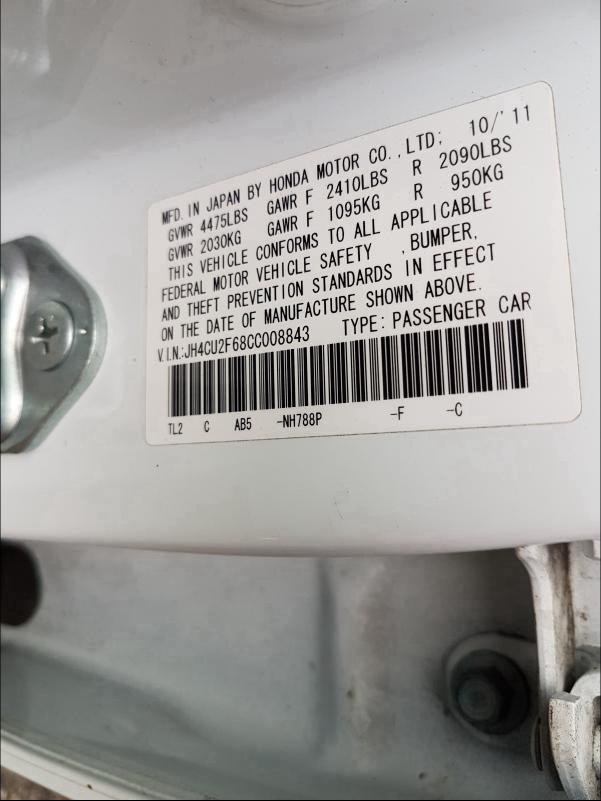 MFD. IN JAPAN BY HONDA MOTOR CO., LTD; 10/'11
GVWR 4475LBS GAWR F 2410LBS R 2090LBS
GVWR 2030KG GAWR F 1095KG R 950KG
THIS VEHICLE CONFORMS TO ALL APPLICABLE
FEDERAL MOTOR VEHICLE SAFETY ,BUMPER,
AND THEFT PREVENTION STANDARDS IN EFFECT
ON THE DATE OF MANUFACTURE SHOWN ABOVE.
V.I.N.:JH4CU2F68CC008843 TYPE: PASSENGER CAR
TL2 C AB5 -NH788P -F -C